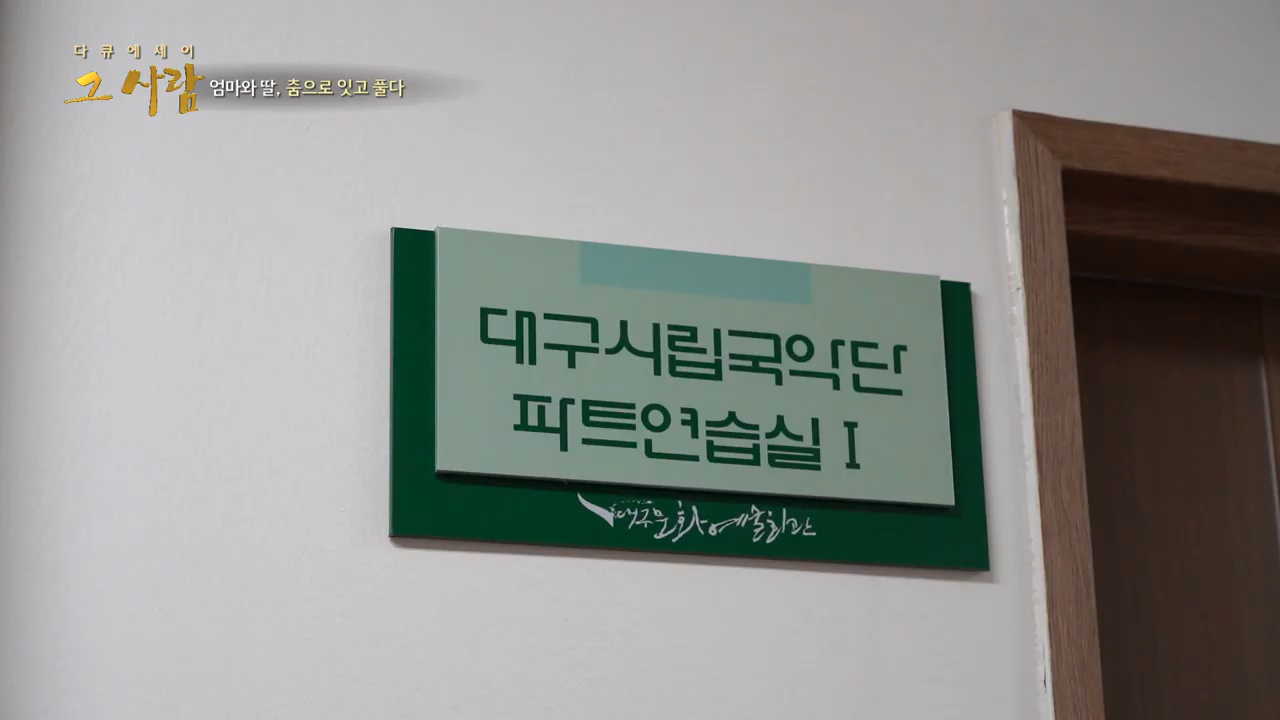 다큐에세이
그 사람 엄마와 딸, 춤으로 잇고 풀다
대구시립국악단
파트연습실 I
대구문화예술회관